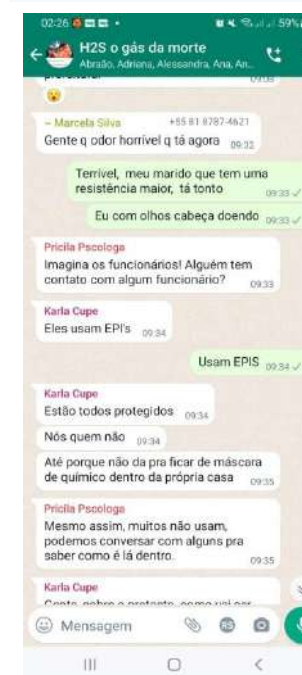 02:26
59%
H2S o gás da morte
Abraão, Adriena, Alessandra, Ana, An...
09:09
~ Marcela Silva +55 81 8787-4621
Gente q odor horrível q tá agora 09:32
Terrível, meu marido que tem uma
resistência maior, tá tonto 09:33
Eu com olhos cabeça doendo 09:33
Pricila Pscologa
Imagina os funcionários! Alguém tem
contato com algum funcionário? 09:33
Karla Cupe
Eles usam EPI's 09:34
Usam EPIS 09:34
Karla Cupe
Estão todos protegidos 09:34
Nós quem não 09:34
Até porque não da pra ficar de máscara
de químico dentro da própria casa 09:35
Pricila Pscologa
Mesmo assim, muitos não usam,
podemos conversar com alguns pra
saber como é lá dentro. 09:35
Karla Cupe
Mensagem